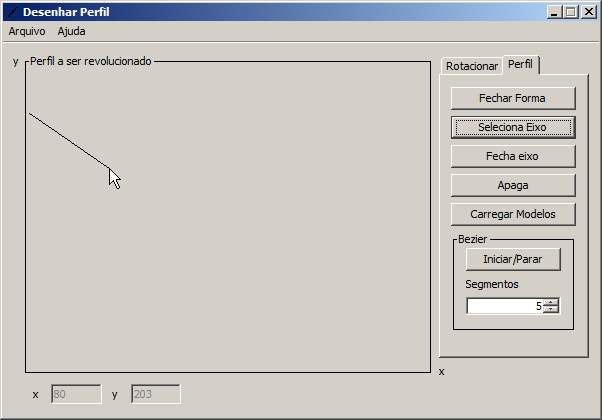 Desenhar Perfil
Arquivo Ajuda
y
Perfil a ser revolucionado
Rotacionar Perfil
Fechar Forma
Seleciona Eixo
Fecha eixo
Apaga
Carregar Modelos
Bezier
Iniciar/Parar
Segmentos
5
x
x 80 y 203